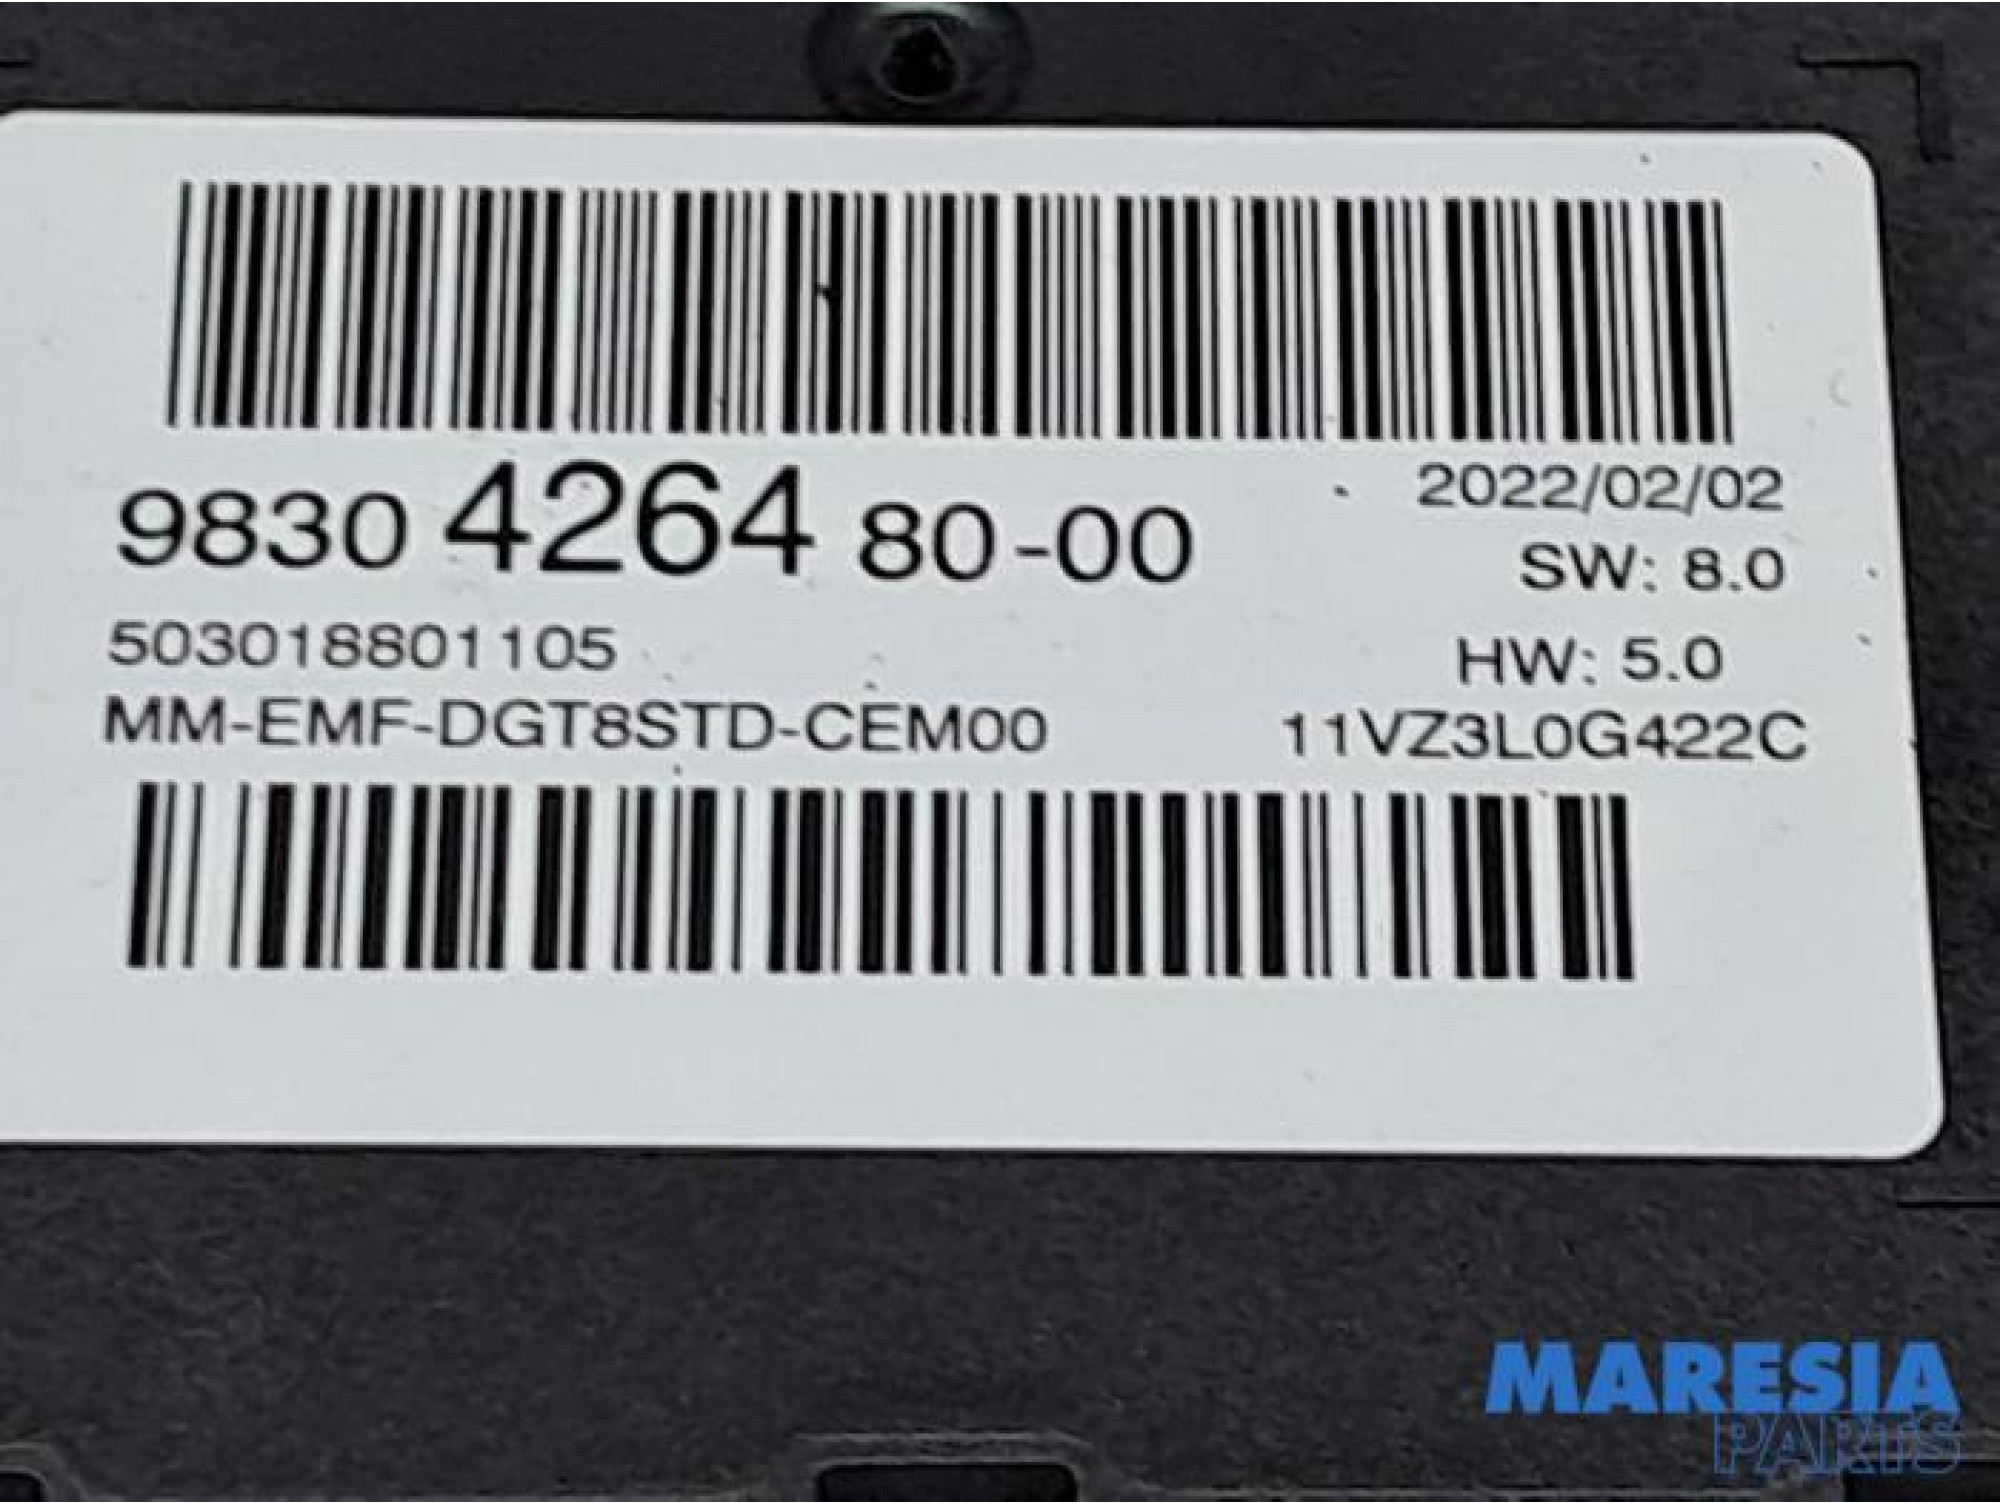 9830 4264 80-00
2022/02/02
SW: 8.0
503018801105
HW: 5.0
MM-EMF-DGT8STD-CEM00
11VZ3L0G422C
MARESIA
PARTS